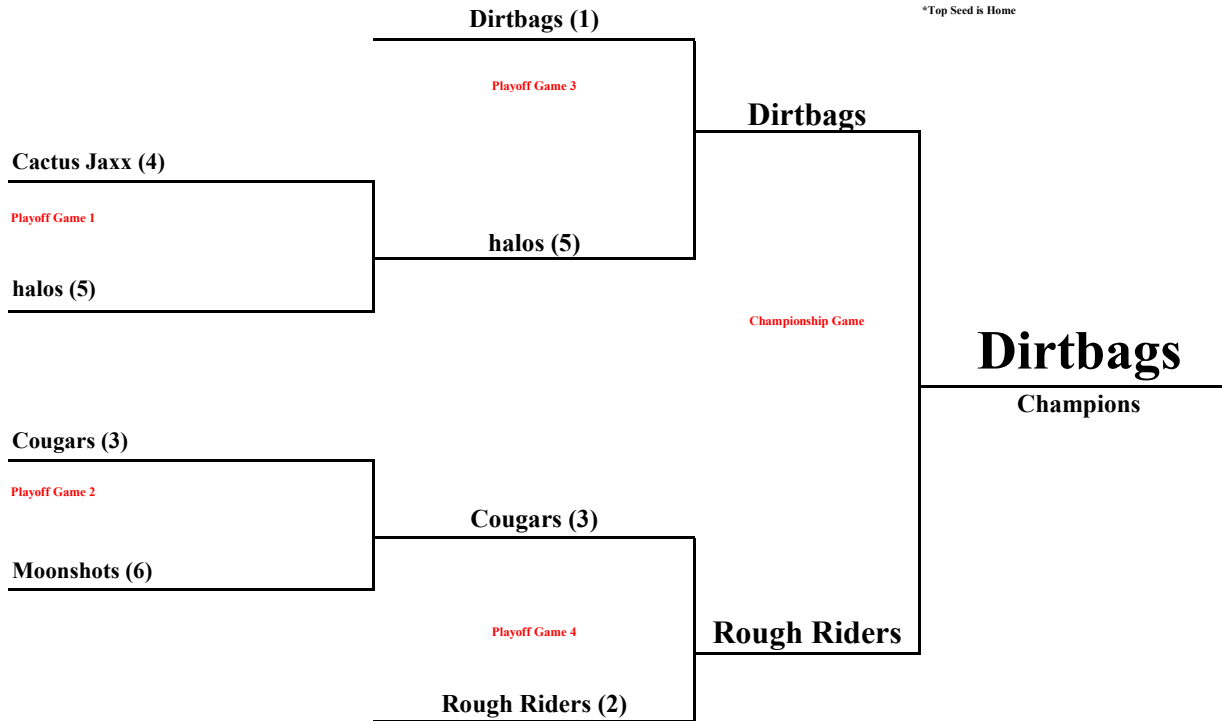 *Top Seed is Home
Dirtbags (1)
Playoff Game 3
Dirtbags
Cactus Jaxx (4)
Playoff Game 1
halos (5)
halos (5)
Championship Game
Dirtbags
Champions
Cougars (3)
Playoff Game 2
Cougars (3)
Moonshots (6)
Playoff Game 4
Rough Riders
Rough Riders (2)